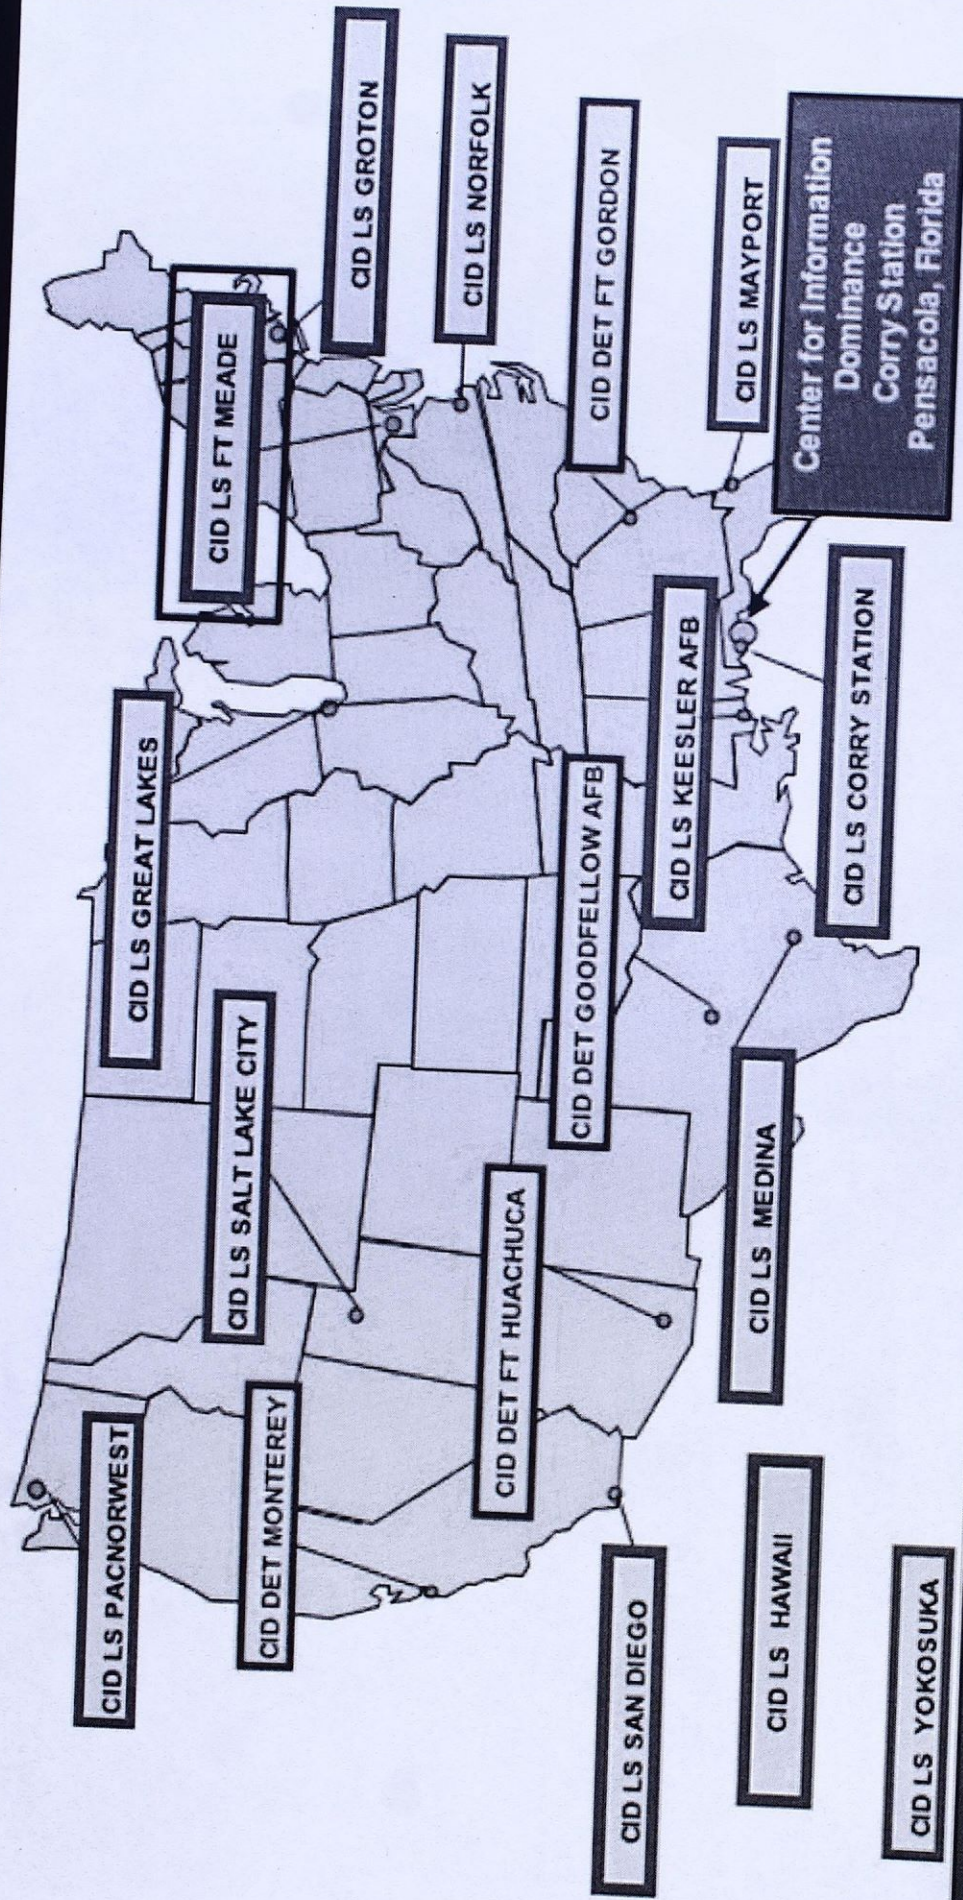 CID LS PACNORWEST
CID LS GREAT LAKES
CID LS FT MEADE
CID LS GROTON
CID LS SALT LAKE CITY
CID DET MONTEREY
CID LS NORFOLK
CID DET FT HUACHUCA
CID DET GOODFELLOW AFB
CID DET FT GORDON
CID LS KEESLER AFB
CID LS SAN DIEGO
CID LS MEDINA
CID LS MAYPORT
CID LS HAWAII
CID LS CORRY STATION
Center for Information
Dominance
Corry Station
Pensacola, Florida
CID LS YOKOSUKA